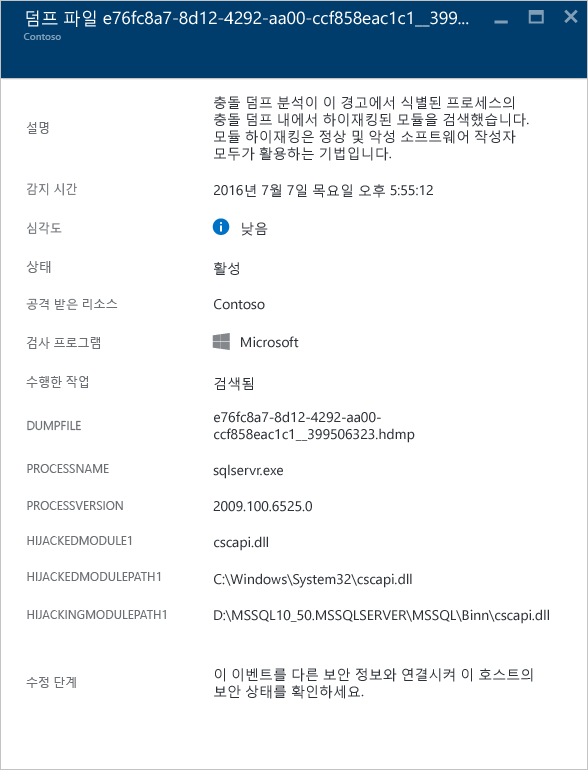 덤프 파일 e76fc8a7-8d12-4292-aa00-ccf858eac1c1__399...
Contoso
설명
충돌 덤프 분석이 이 경고에서 식별된 프로세스의
충돌 덤프 내에서 하이재킹된 모듈을 검색했습니다.
모듈 하이재킹은 정상 및 악성 소프트웨어 작성자
모두가 활용하는 기법입니다.
감지 시간
2016년 7월 7일 목요일 오후 5:55:12
심각도
낮음
상태
활성
공격 받은 리소스
Contoso
검사 프로그램
Microsoft
수행한 작업
검색됨
DUMPFILE
e76fc8a7-8d12-4292-aa00-
ccf858eac1c1__399506323.hdmp
PROCESSNAME
sqlservr.exe
PROCESSVERSION
2009.100.6525.0
HIJACKEDMODULE1
cscapi.dll
HIJACKEDMODULEPATH1
C:\Windows\System32\cscapi.dll
HIJACKINGMODULEPATH1
D:\MSSQL10_50.MSSQLSERVER\MSSQL\Binn\cscapi.dll
수정 단계
이 이벤트를 다른 보안 정보와 연결시켜 이 호스트의
보안 상태를 확인하세요.